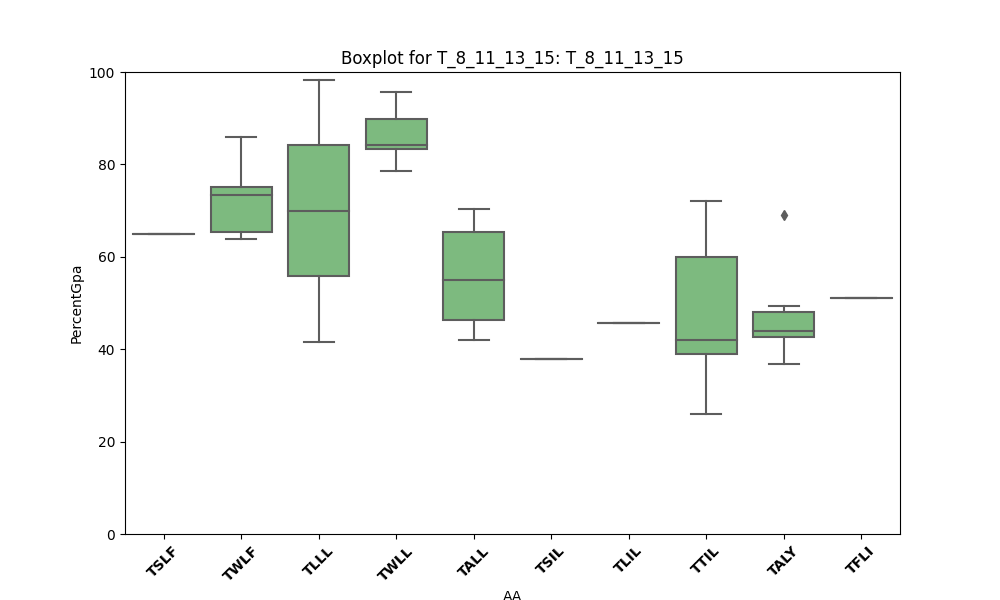 Boxplot for T_8_11_13_15: T_8_11_13_15
100
80
60
40
20
0
PercentGpa
TSLF TWLF TLLL TWLL TALL TSIL TLIL TTIL TALY TFLI
AA